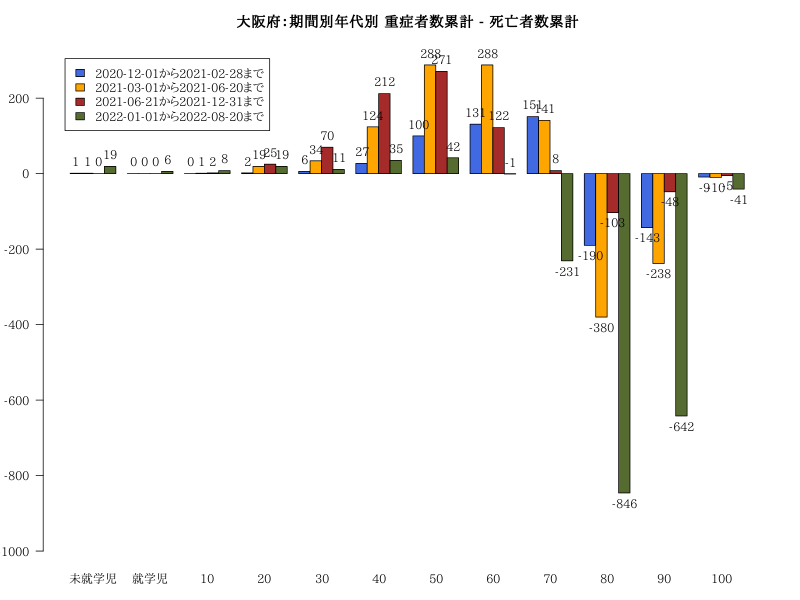 大阪府：期間別年代別 重症者数累計 - 死亡者数累計
2020-12-01から2021-02-28まで
2021-03-01から2021-06-20まで
2021-06-21から2021-12-31まで
2022-01-01から2022-08-20まで
200
0
-200
-400
-600
-800
1000
1 1 0 19
0 0 0 6
0 1 2 8
2 19 25 19
6 34 70 11
27 124 212 35
100 288 271 42
131 288 122 -1
151 141 8 -231
-190 -380 -103 -846
-143 -238 -48 -642
-9 -10 -5 -41
未就学児 就学児 10 20 30 40 50 60 70 80 90 100